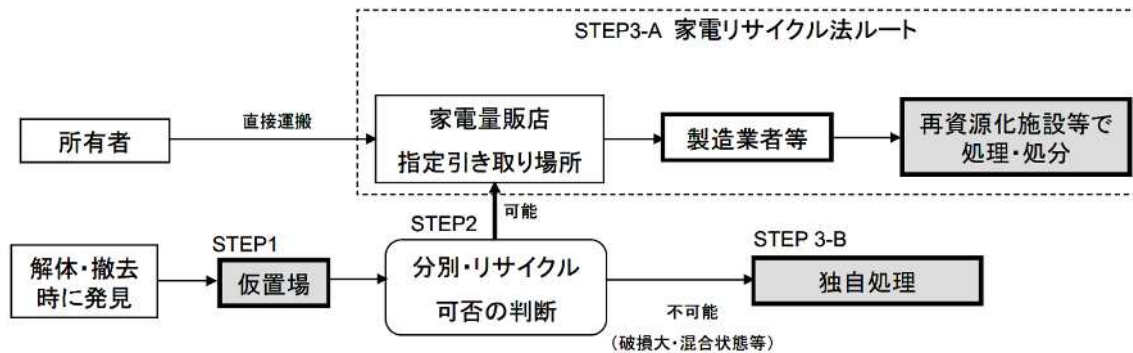 STEP3-A 家電リサイクル法ルート
所有者
直接運搬
家電量販店
指定引き取り場所
製造業者等
再資源化施設等で
処理・処分
可能
STEP1
STEP2
STEP 3-B
解体・撤去
時に発見
仮置場
分別・リサイクル
可否の判断
独自処理
不可能
（破損大・混合状態等）